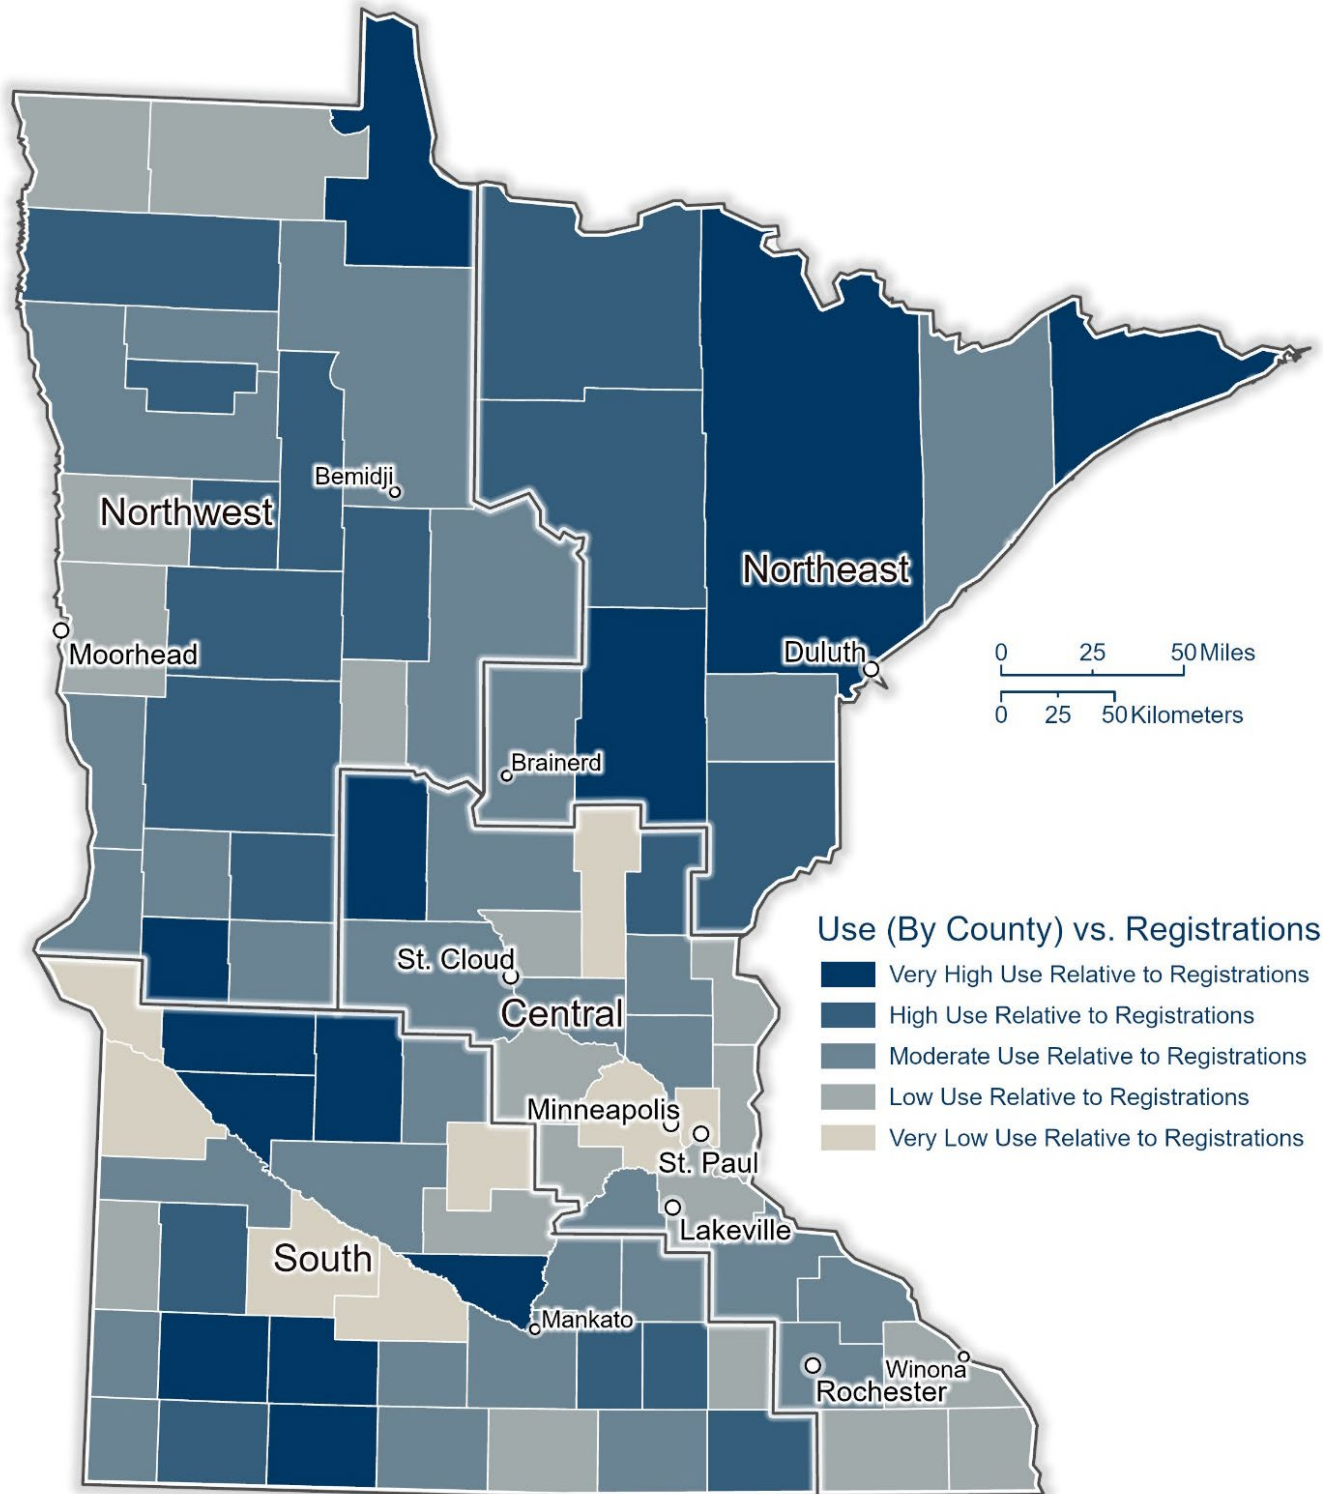 Bemidji
Northwest
Northeast
Moorhead
Duluth
0 25 50 Miles
0 25 50 Kilometers
Brainerd
Use (By County) vs. Registrations
St. Cloud
Very High Use Relative to Registrations
Central
High Use Relative to Registrations
Moderate Use Relative to Registrations
Low Use Relative to Registrations
Minneapolis
Very Low Use Relative to Registrations
St. Paul
Lakeville
South
Mankato
Winona
Rochester